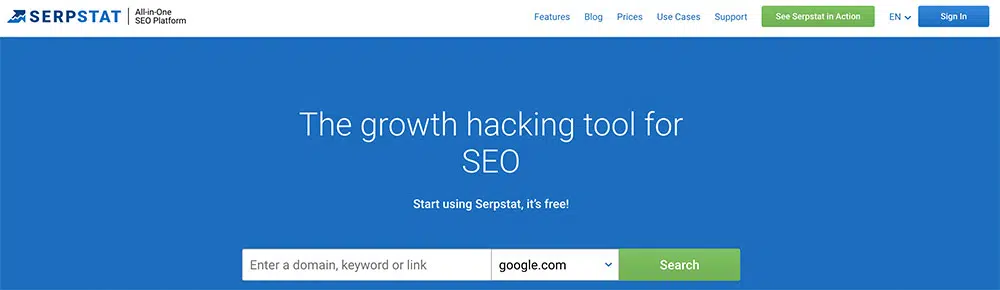 SERPSTAT
All-in-One
SEO Platform
Features Blog Prices Use Cases Support See Serpstat in Action EN Sign In
The growth hacking tool for
SEO
Start using Serpstat, it's free!
Enter a domain, keyword or link google.com Search